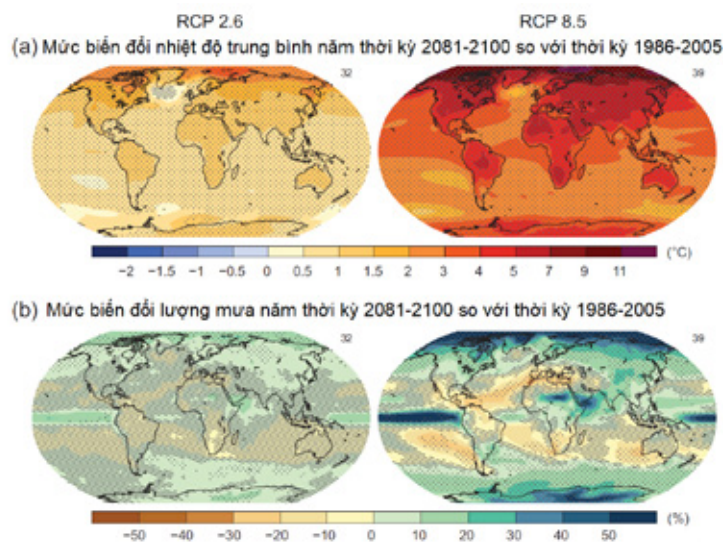 RCP 2.6 RCP 8.5
(a) Mức biến đổi nhiệt độ trung bình năm thời kỳ 2081-2100 so với thời kỳ 1986-2005
32 39
−2 −1.5 −1 −0.5 0 0.5 1 1.5 2 3 4 5 7 9 11 (°C)
(b) Mức biến đổi lượng mưa năm thời kỳ 2081-2100 so với thời kỳ 1986-2005
32 39
−50 −40 −30 −20 −10 0 10 20 30 40 50 (%)